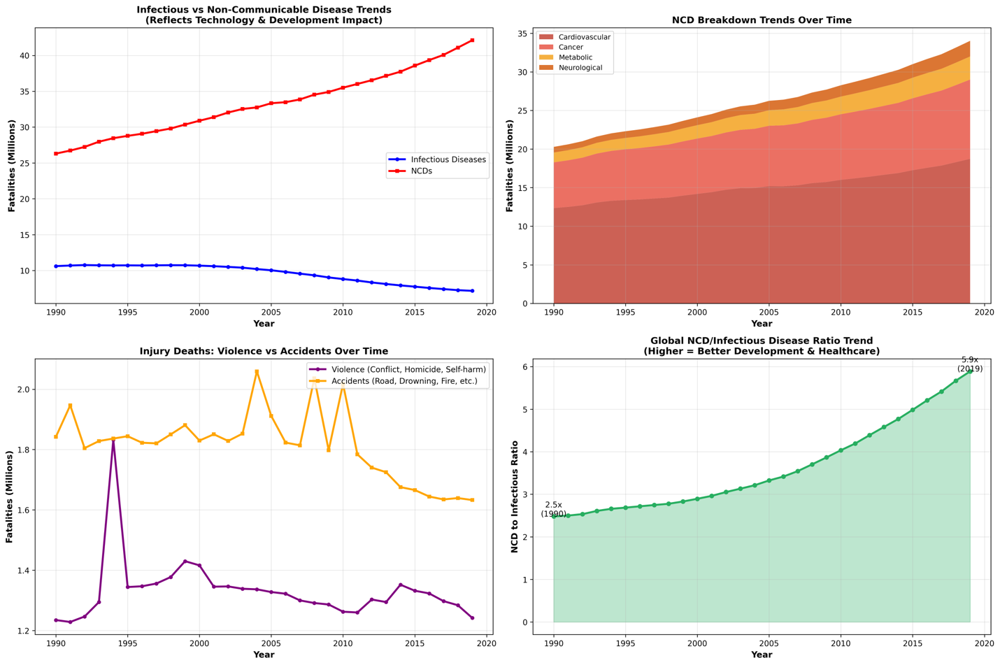 Infectious vs Non-Communicable Disease Trends
(Reflects Technology & Development Impact)
Fatalities (Millions)
40
35
30
25
20
15
10
Infectious Diseases
NCDs
1990
1995
2000
2005
2010
2015
2020
Year
NCD Breakdown Trends Over Time
Fatalities (Millions)
35
30
25
20
15
10
5
0
Cardiovascular
Cancer
Metabolic
Neurological
1990
1995
2000
2005
2010
2015
2020
Year
Injury Deaths: Violence vs Accidents Over Time
Fatalities (Millions)
2.0
1.8
1.6
1.4
1.2
Violence (Conflict, Homicide, Self-harm)
Accidents (Road, Drowning, Fire, etc.)
1990
1995
2000
2005
2010
2015
2020
Year
Global NCD/Infectious Disease Ratio Trend
(Higher = Better Development & Healthcare)
NCD to Infectious Ratio
6
5
4
3
2
1
0
2.5x
(1990)
5.9x
(2019)
1990
1995
2000
2005
2010
2015
2020
Year